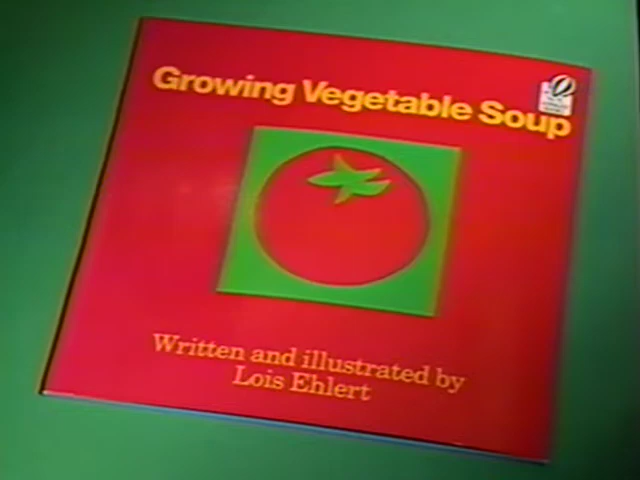 Growing Vegetable Soup
Written and illustrated by
Lois Ehlert